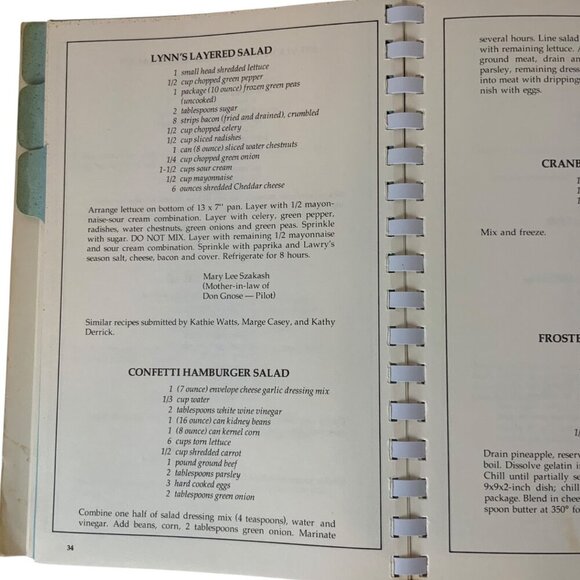 LYNN'S LAYERED SALAD
1 small head shredded lettuce
1/2 cup chopped green pepper
1 package (10 ounce) frozen green peas
(uncooked)
2 tablespoons sugar
8 strips bacon (fried and drained), crumbled
1/2 cup chopped celery
1/2 cup sliced radishes
1 can (8 ounce) sliced water chestnuts
1/4 cup chopped green onion
1-1/2 cups sour cream
1/2 cup mayonnaise
6 ounces shredded Cheddar cheese
Arrange lettuce on bottom of 13 x 7" pan. Layer with 1/2 mayon-
naise-sour cream combination. Layer with celery, green pepper,
radishes, water chestnuts, green onions and green peas. Sprinkle
with sugar. DO NOT MIX. Layer with remaining 1/2 mayonnaise
and sour cream combination. Sprinkle with paprika and Lawry's
season salt, cheese, bacon and cover. Refrigerate for 8 hours.
Mary Lee Szakash
(Mother-in-law of
Don Gnose — Pilot)
Similar recipes submitted by Kathie Watts, Marge Casey, and Kathy
Derrick.
CONFETTI HAMBURGER SALAD
1 (7 ounce) envelope cheese garlic dressing mix
1/3 cup water
2 tablespoons white wine vinegar
1 (16 ounce) can kidney beans
1 (8 ounce) can kernel corn
6 cups torn lettuce
1/2 cup shredded carrot
1 pound ground beef
2 tablespoons parsley
3 hard cooked eggs
2 tablespoons green onion
Combine one half of salad dressing mix (4 teaspoons), water and
vinegar. Add beans, corn, 2 tablespoons green onion. Marinate
34
several hours. Line salad
with remaining lettuce.
ground meat, drain and
parsley, remaining dress
into meat with dripping
nish with eggs.
CRANB
1
1
Mix and freeze.
FROSTE
1/
Drain pineapple, reserv
boil. Dissolve gelatin i
Chill until partially se
9x9x2-inch dish; chill
package. Blend in chee
spoon butter at 350° fo